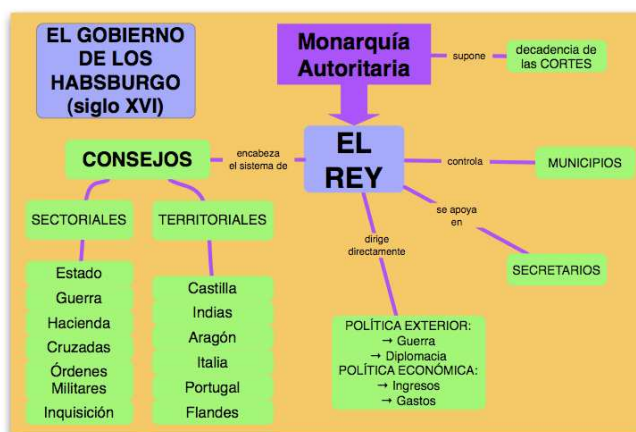 EL GOBIERNO
DE LOS
HABSBURGO
(siglo XVI)
Monarquía
Autoritaria
supone
decadencia de
las CORTES
CONSEJOS
encabeza
el sistema de
EL
REY
controla
MUNICIPIOS
SECTORIALES
TERRITORIALES
se apoya
en
SECRETARIOS
dirige
directamente
Estado
Guerra
Hacienda
Cruzadas
Órdenes
Militares
Inquisición
Castilla
Indias
Aragón
Italia
Portugal
Flandes
POLÍTICA EXTERIOR:
→ Guerra
→ Diplomacia
POLÍTICA ECONÓMICA:
→ Ingresos
→ Gastos